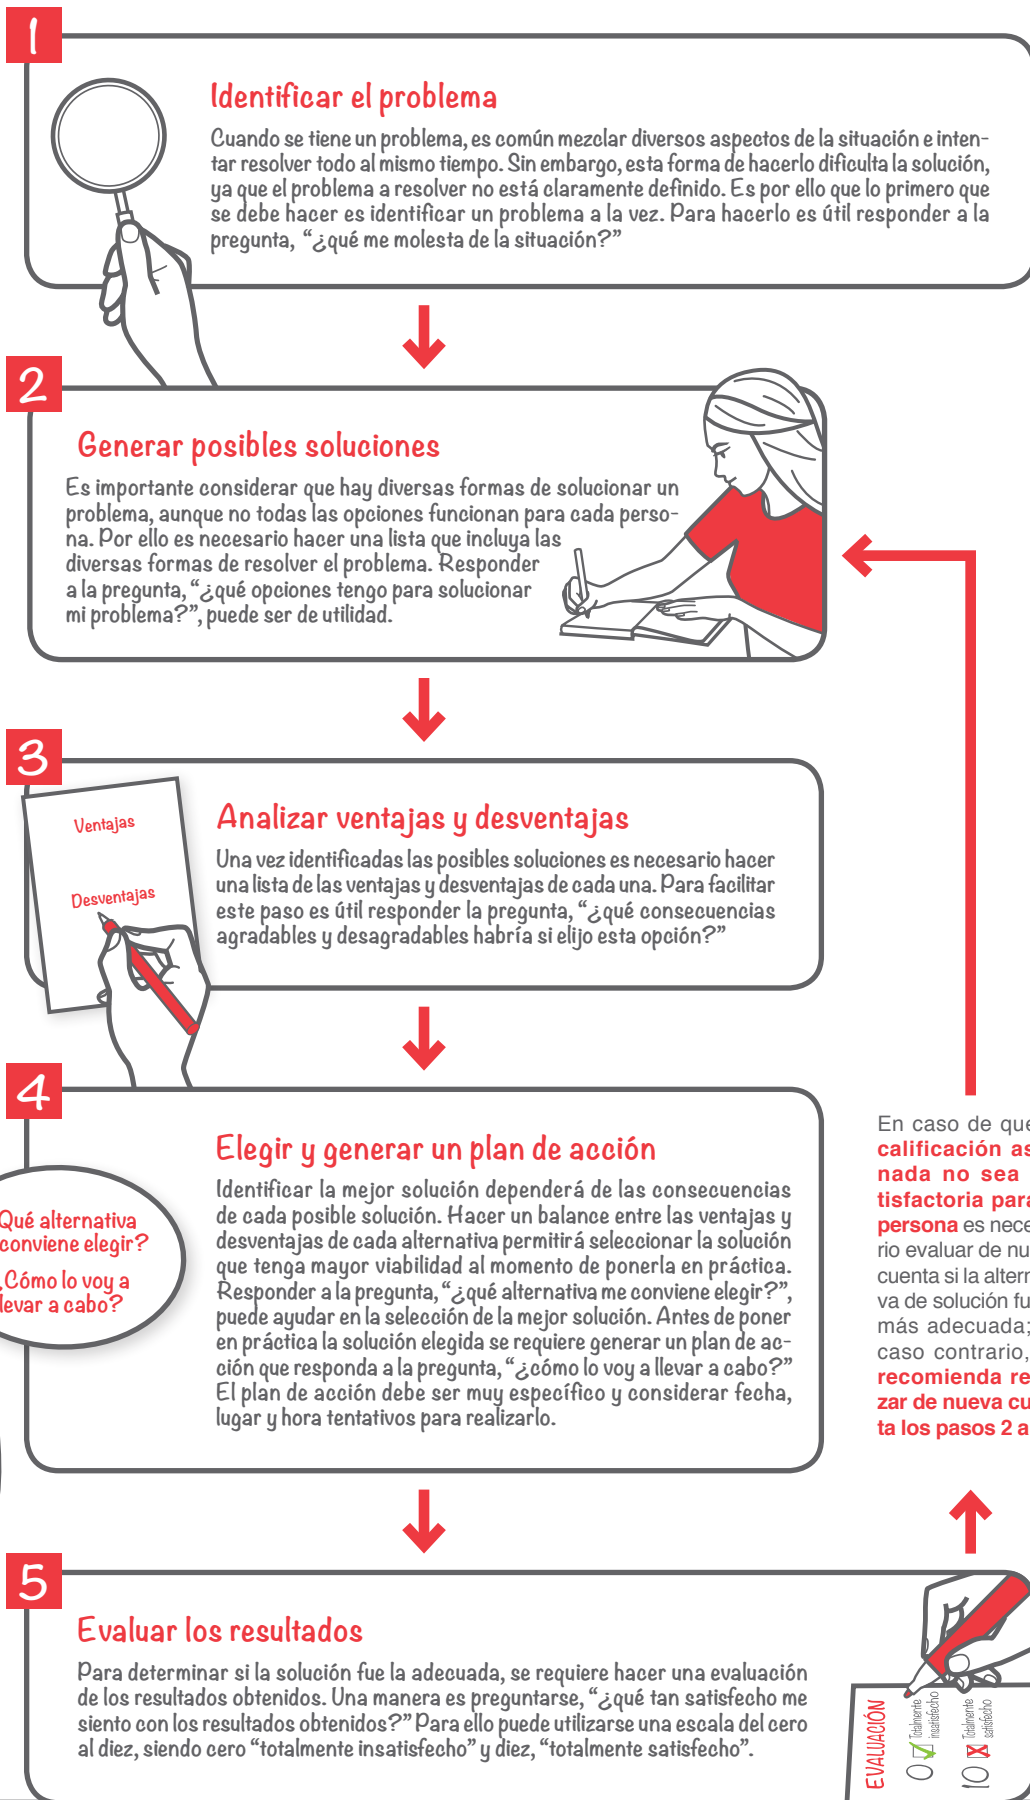 1
Identificar el problema
Cuando se tiene un problema, es común mezclar diversos aspectos de la situación e inten-
tar resolver todo al mismo tiempo. Sin embargo, esta forma de hacerlo dificulta la solución,
ya que el problema a resolver no está claramente definido. Es por ello que lo primero que
se debe hacer es identificar un problema a la vez. Para hacerlo es útil responder a la
pregunta, “¿qué me molesta de la situación?”
2
Generar posibles soluciones
Es importante considerar que hay diversas formas de solucionar un
problema, aunque no todas las opciones funcionan para cada perso-
na. Por ello es necesario hacer una lista que incluya las
diversas formas de resolver el problema. Responder
a la pregunta, “¿qué opciones tengo para solucionar
mi problema?”, puede ser de utilidad.
3
Ventajas
Desventajas
Analizar ventajas y desventajas
Una vez identificadas las posibles soluciones es necesario hacer
una lista de las ventajas y desventajas de cada una. Para facilitar
este paso es útil responder la pregunta, “¿qué consecuencias
agradables y desagradables habría si elijo esta opción?”
4
Qué alternativa
conviene elegir?
Cómo lo voy a
llevar a cabo?
Elegir y generar un plan de acción
Identificar la mejor solución dependerá de las consecuencias
de cada posible solución. Hacer un balance entre las ventajas y
desventajas de cada alternativa permitirá seleccionar la solución
que tenga mayor viabilidad al momento de ponerla en práctica.
Responder a la pregunta, “¿qué alternativa me conviene elegir?”,
puede ayudar en la selección de la mejor solución. Antes de poner
en práctica la solución elegida se requiere generar un plan de ac-
ción que responda a la pregunta, “¿cómo lo voy a llevar a cabo?”
El plan de acción debe ser muy específico y considerar fecha,
lugar y hora tentativos para realizarlo.
En caso de que
calificación as
nada no sea
tisfactoria para
persona es nece
rio evaluar de nu
cuenta si la altern
va de solución fu
más adecuada;
caso contrario,
recomienda re
zar de nueva cu
ta los pasos 2 a
5
Evaluar los resultados
Para determinar si la solución fue la adecuada, se requiere hacer una evaluación
de los resultados obtenidos. Una manera es preguntarse, “¿qué tan satisfecho me
siento con los resultados obtenidos?” Para ello puede utilizarse una escala del cero
al diez, siendo cero “totalmente insatisfecho” y diez, “totalmente satisfecho”.
EVALUACIÓN
0 Totalmente
insatisfecho
10 Totalmente
satisfecho